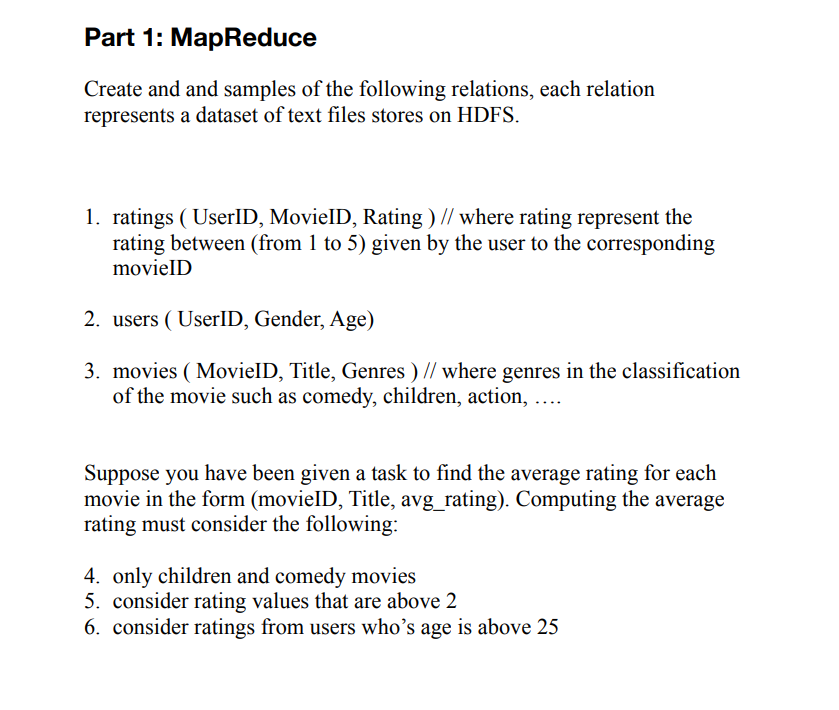 Part 1: MapReduce
Create and and samples of the following relations, each relation
represents a dataset of text files stores on HDFS.
1. ratings ( UserID, MovieID, Rating ) // where rating represent the
rating between (from 1 to 5) given by the user to the corresponding
movieID
2. users ( UserID, Gender, Age)
3. movies ( MovieID, Title, Genres ) // where genres in the classification
of the movie such as comedy, children, action, ….
Suppose you have been given a task to find the average rating for each
movie in the form (movieID, Title, avg_rating). Computing the average
rating must consider the following:
4. only children and comedy movies
5. consider rating values that are above 2
6. consider ratings from users who’s age is above 25